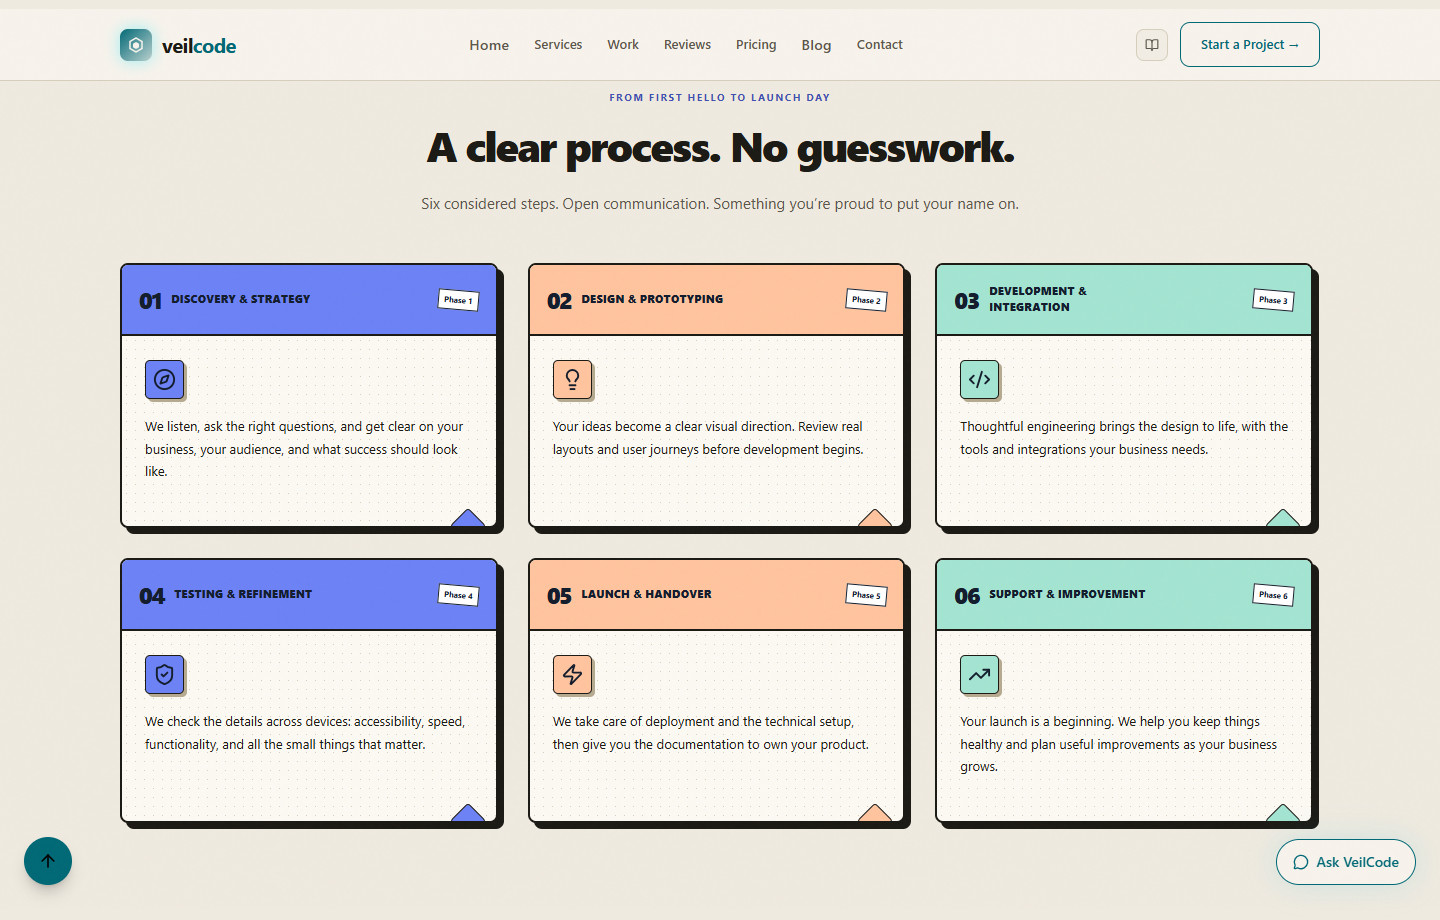 veilcode
Home Services Work Reviews Pricing Blog Contact
Start a Project →
FROM FIRST HELLO TO LAUNCH DAY
A clear process. No guesswork.
Six considered steps. Open communication. Something you’re proud to put your name on.
01 DISCOVERY & STRATEGY
Phase 1
We listen, ask the right questions, and get clear on your
business, your audience, and what success should look
like.
02 DESIGN & PROTOTYPING
Phase 2
Your ideas become a clear visual direction. Review real
layouts and user journeys before development begins.
03 DEVELOPMENT &
INTEGRATION
Phase 3
Thoughtful engineering brings the design to life, with the
tools and integrations your business needs.
04 TESTING & REFINEMENT
Phase 4
We check the details across devices: accessibility, speed,
functionality, and all the small things that matter.
05 LAUNCH & HANDOVER
Phase 5
We take care of deployment and the technical setup,
then give you the documentation to own your product.
06 SUPPORT & IMPROVEMENT
Phase 6
Your launch is a beginning. We help you keep things
healthy and plan useful improvements as your business
grows.
Ask VeilCode